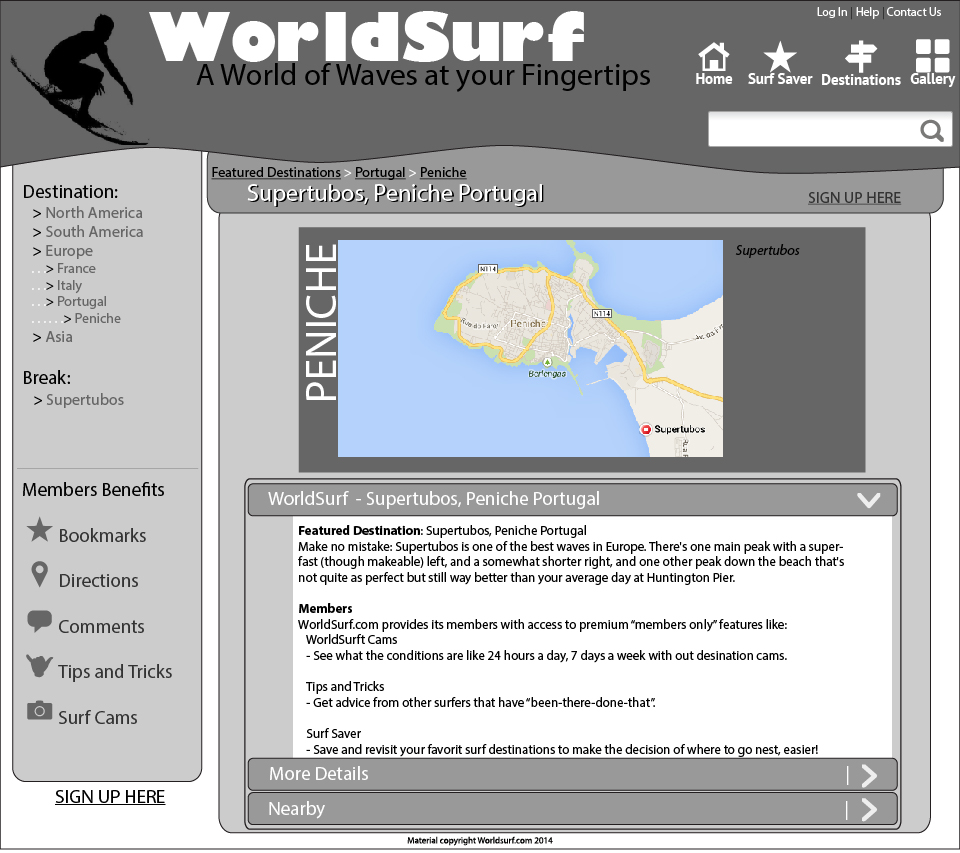 Log In | Help | Contact Us
WorldSurf
A World of Waves at your Fingertips
Home
Surf Saver
Destinations
Gallery
Featured Destinations > Portugal > Peniche
Supertubos, Peniche Portugal
SIGN UP HERE
Destination:
> North America
> South America
> Europe
. . .> France
. . .> Italy
. . .> Portugal
. . . . . .> Peniche
> Asia
Break:
> Supertubos
Members Benefits
Bookmarks
Directions
Comments
Tips and Tricks
Surf Cams
SIGN UP HERE
PENICHE
Supertubos
N114
N114
Peniche
Berlengas
Supertubos
WorldSurf - Supertubos, Peniche Portugal
Featured Destination: Supertubos, Peniche Portugal
Make no mistake: Supertubos is one of the best waves in Europe. There's one main peak with a super-
fast (though makeable) left, and a somewhat shorter right, and one other peak down the beach that's
not quite as perfect but still way better than your average day at Huntington Pier.
Members
WorldSurf.com provides its members with access to premium “members only” features like:
WorldSurft Cams
- See what the conditions are like 24 hours a day, 7 days a week with out desination cams.
Tips and Tricks
- Get advice from other surfers that have “been-there-done-that”.
Surf Saver
- Save and revisit your favorit surf destinations to make the decision of where to go nest, easier!
More Details |
Nearby |
Material copyright Worldsurf.com 2014